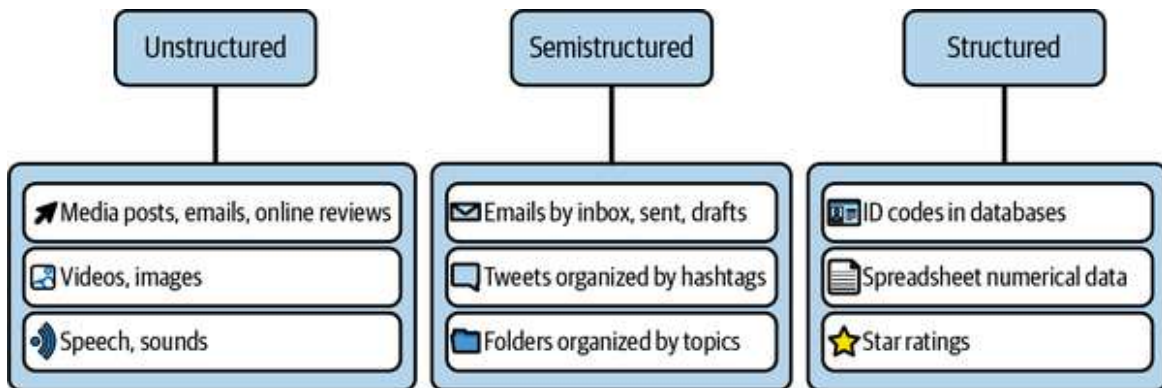 Unstructured
Semistructured
Structured
Media posts, emails, online reviews
Videos, images
Speech, sounds
Emails by inbox, sent, drafts
Tweets organized by hashtags
Folders organized by topics
ID codes in databases
Spreadsheet numerical data
Star ratings